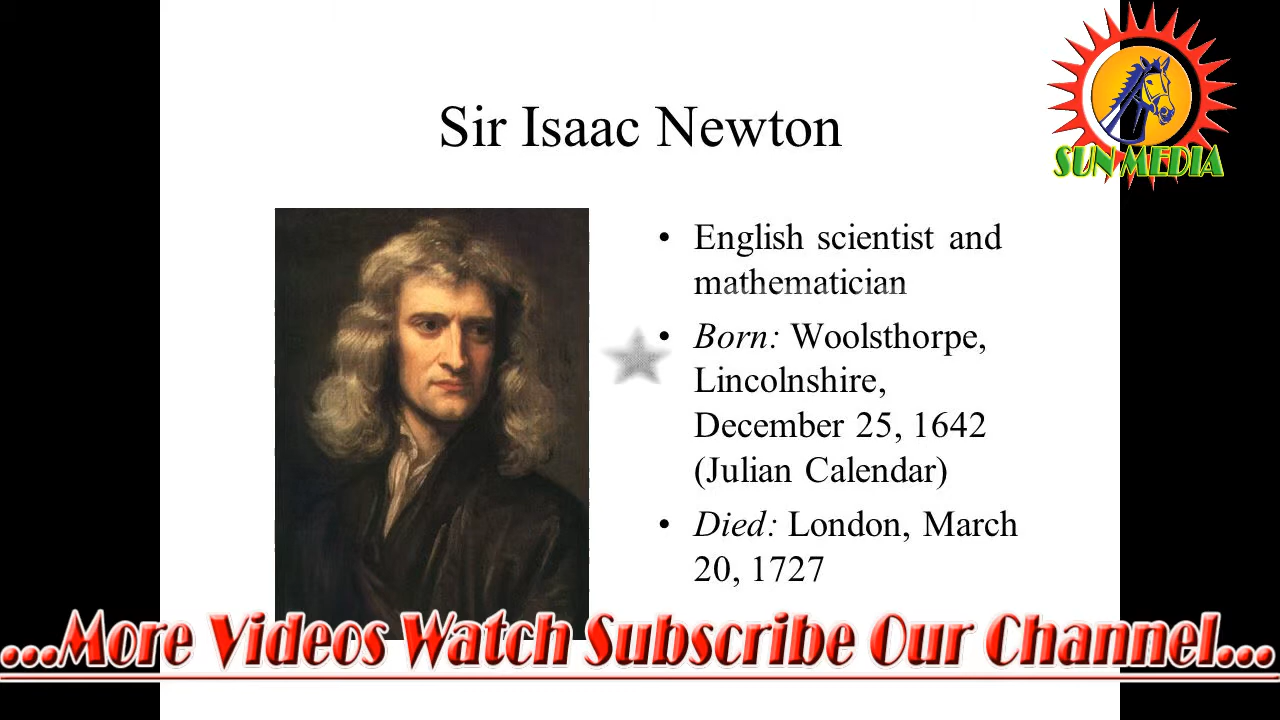 Sir Isaac Newton
SUN MEDIA
• English scientist and
mathematician
• Born: Woolsthorpe,
Lincolnshire,
December 25, 1642
(Julian Calendar)
• Died: London, March
20, 1727
...More Videos Watch Subscribe Our Channel...